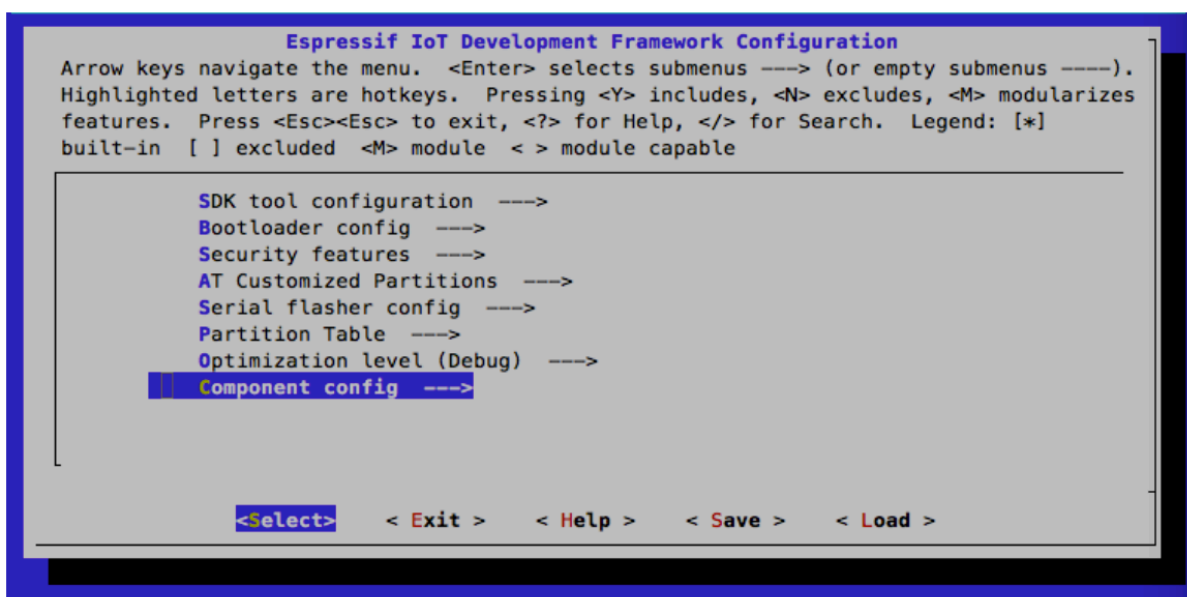 Espressif IoT Development Framework Configuration
Arrow keys navigate the menu.  <Enter> selects submenus ---> (or empty submenus ----).
Highlighted letters are hotkeys.  Pressing <Y> includes, <N> excludes, <M> modularizes
features.  Press <Esc><Esc> to exit, <?> for Help, </> for Search.  Legend: [*]
built-in  [ ] excluded  <M> module  < > module capable
SDK tool configuration  --->
Bootloader config  --->
Security features  --->
AT Customized Partitions  --->
Serial flasher config  --->
Partition Table  --->
Optimization level (Debug)  --->
Component config  --->
<Select>    < Exit >    < Help >    < Save >    < Load >